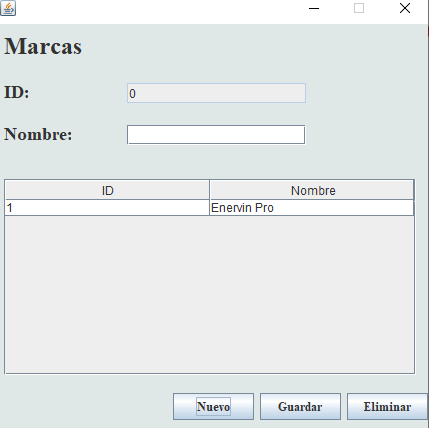 Marcas
ID: 0
Nombre:
ID Nombre
1 Enervin Pro
Nuevo Guardar Eliminar